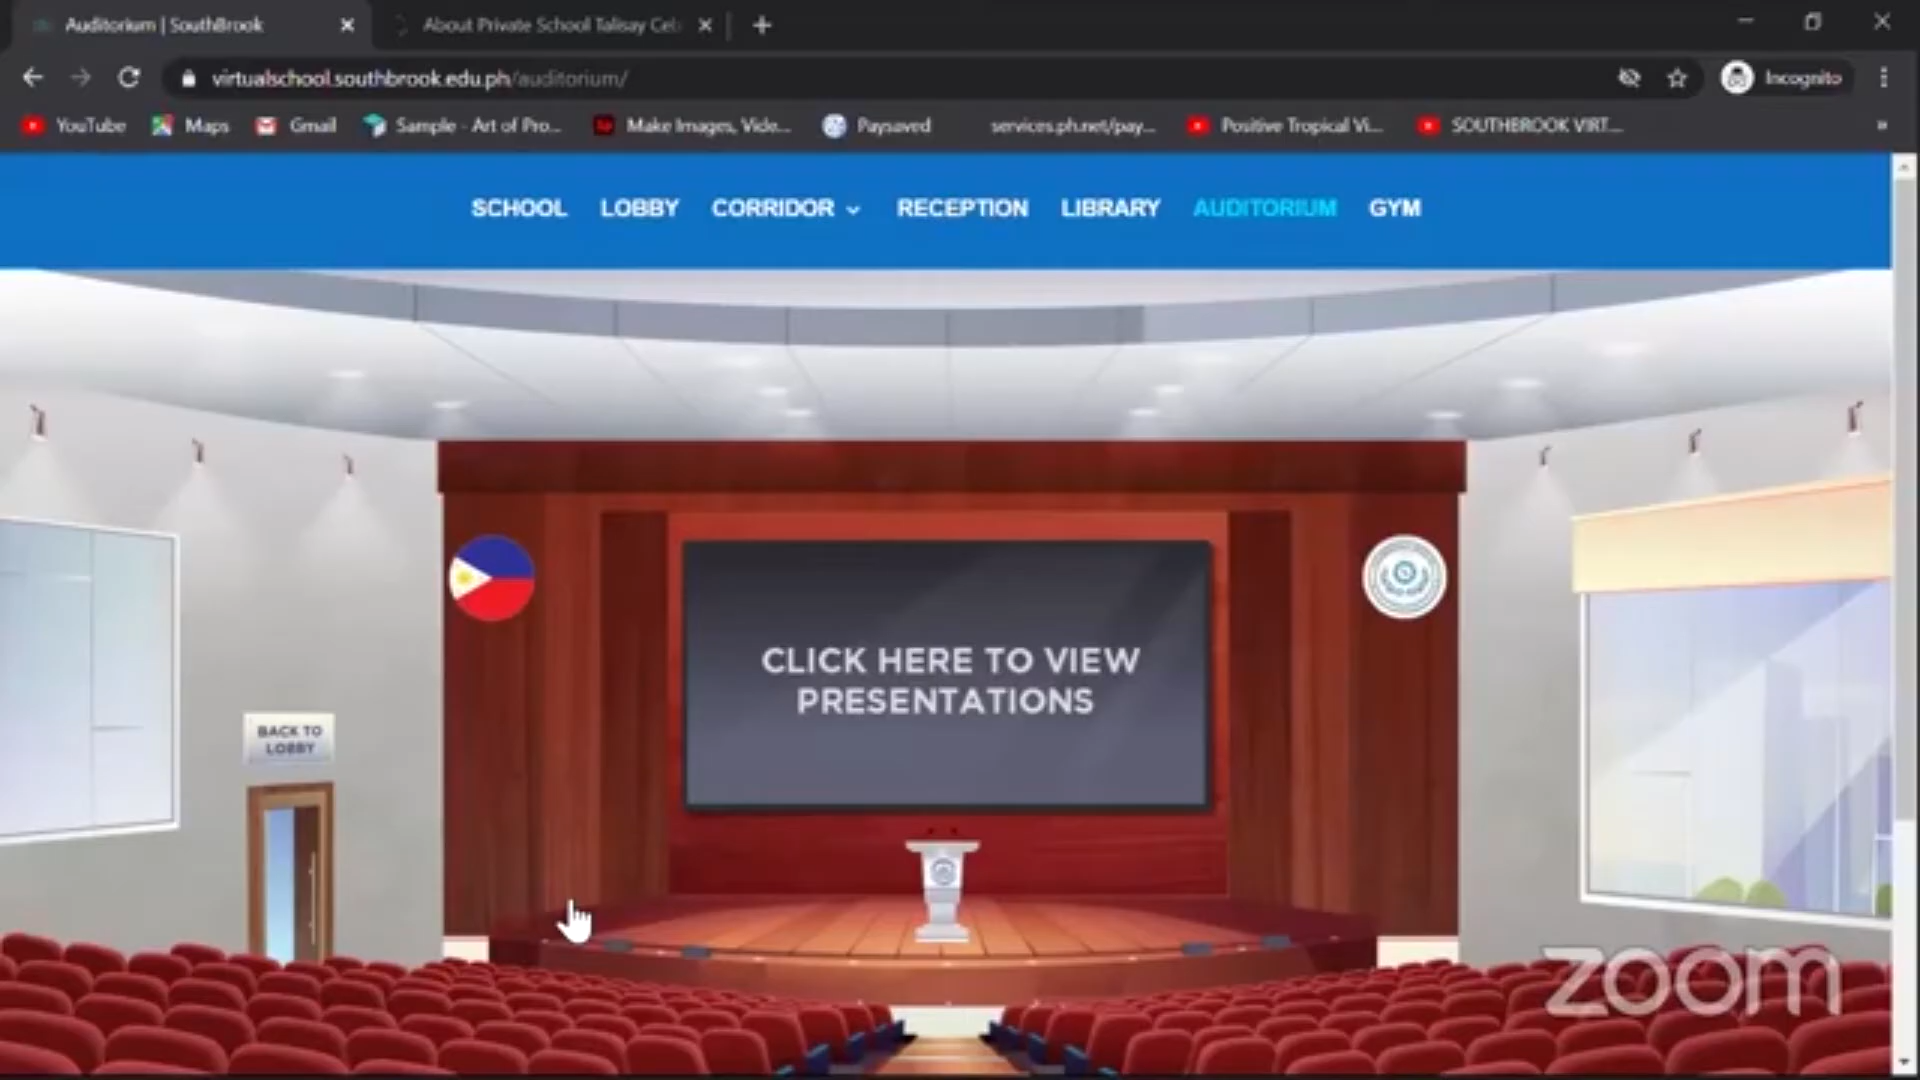 Auditorium | SouthBrook
About Private School Talisay Ceb
virtualschool.southbrook.edu.ph/auditorium/
Incognito
YouTube
Maps
Gmail
Sample - Art of Pro...
Make Images, Vide...
Paysaved
services.ph.net/pay...
Positive Tropical Vi...
SOUTHBROOK VIRT...
SCHOOL
LOBBY
CORRIDOR
RECEPTION
LIBRARY
AUDITORIUM
GYM
CLICK HERE TO VIEW
PRESENTATIONS
BACK TO
LOBBY
zoom